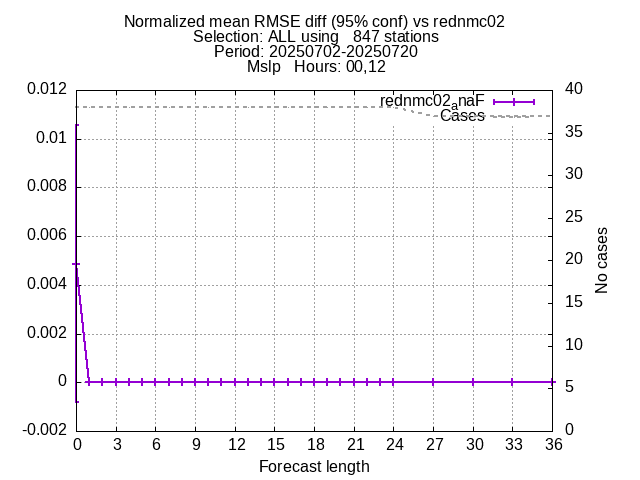 Normalized mean RMSE diff (95% conf) vs rednmc02
Selection: ALL using   847 stations
Period: 20250702-20250720
Mslp   Hours: 00,12
rednmc02anaF
Cases
0.012
0.01
0.008
0.006
0.004
0.002
0
-0.002
40
35
30
25
20
15
10
5
0
No cases
0 3 6 9 12 15 18 21 24 27 30 33 36
Forecast length